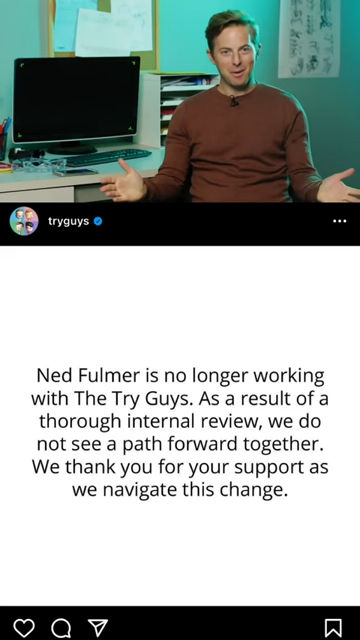 tryguys
Ned Fulmer is no longer working
with The Try Guys. As a result of a
thorough internal review, we do
not see a path forward together.
We thank you for your support as
we navigate this change.